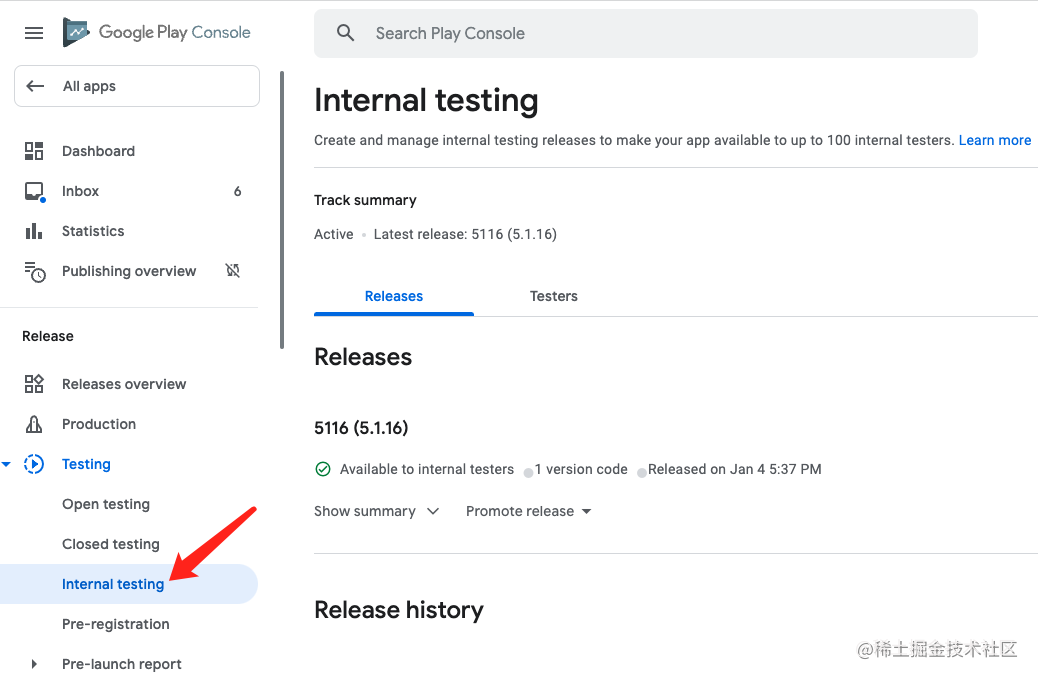 Google Play Console
Search Play Console
All apps
Dashboard
Inbox 6
Statistics
Publishing overview
Release
Releases overview
Production
Testing
Open testing
Closed testing
Internal testing
Pre-registration
Pre-launch report
Internal testing
Create and manage internal testing releases to make your app available to up to 100 internal testers. Learn more
Track summary
Active • Latest release: 5116 (5.1.16)
Releases Testers
Releases
5116 (5.1.16)
Available to internal testers 1 version code Released on Jan 4 5:37 PM
Show summary Promote release
Release history
@稀土掘金技术社区